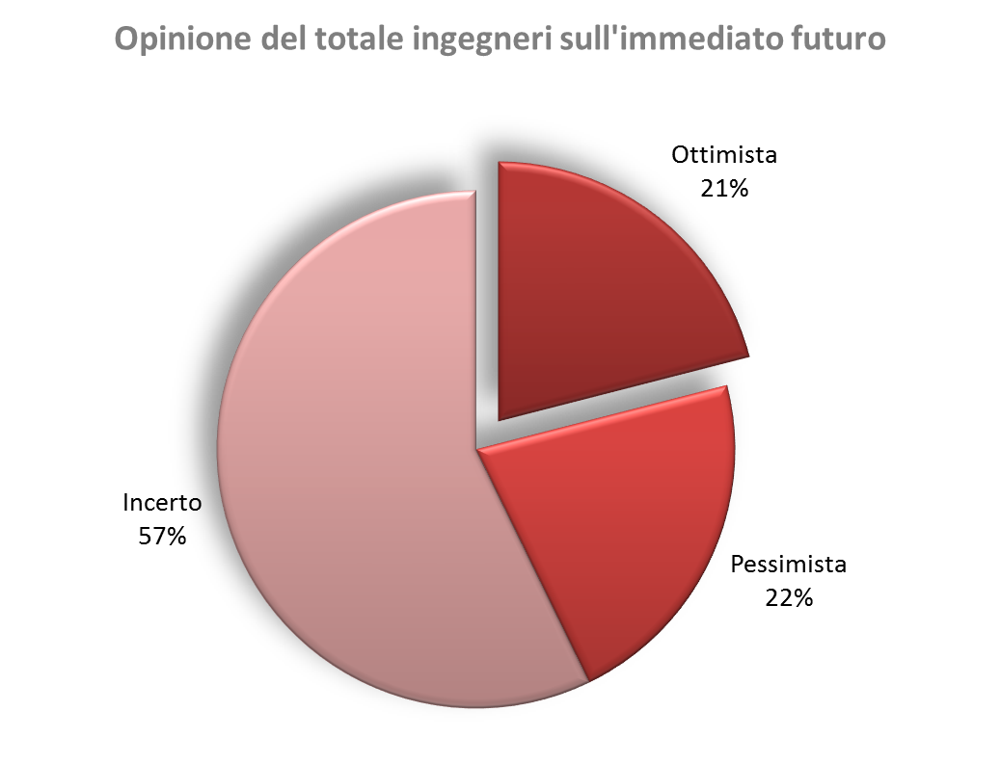 Opinione del totale ingegneri sull'immediato futuro
Ottimista
21%
Incerto
57%
Pessimista
22%